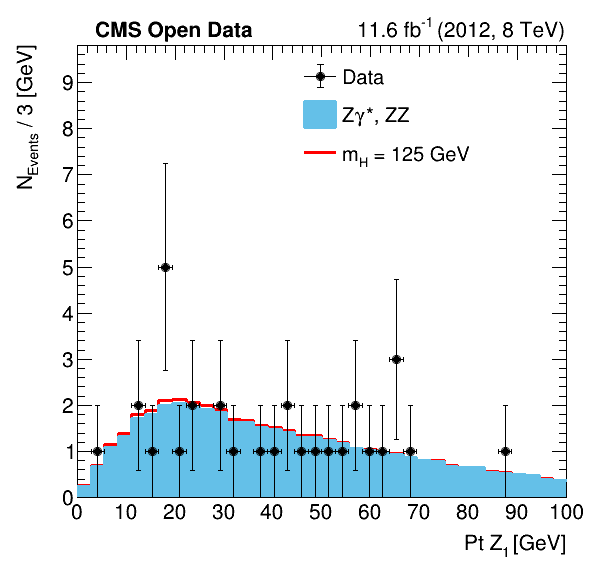 CMS Open Data
11.6 fb⁻¹ (2012, 8 TeV)
N_Events / 3 [GeV]
Data
Zγ*, ZZ
m_H = 125 GeV
9
8
7
6
5
4
3
2
1
0
0 10 20 30 40 50 60 70 80 90 100
Pt Z₁ [GeV]